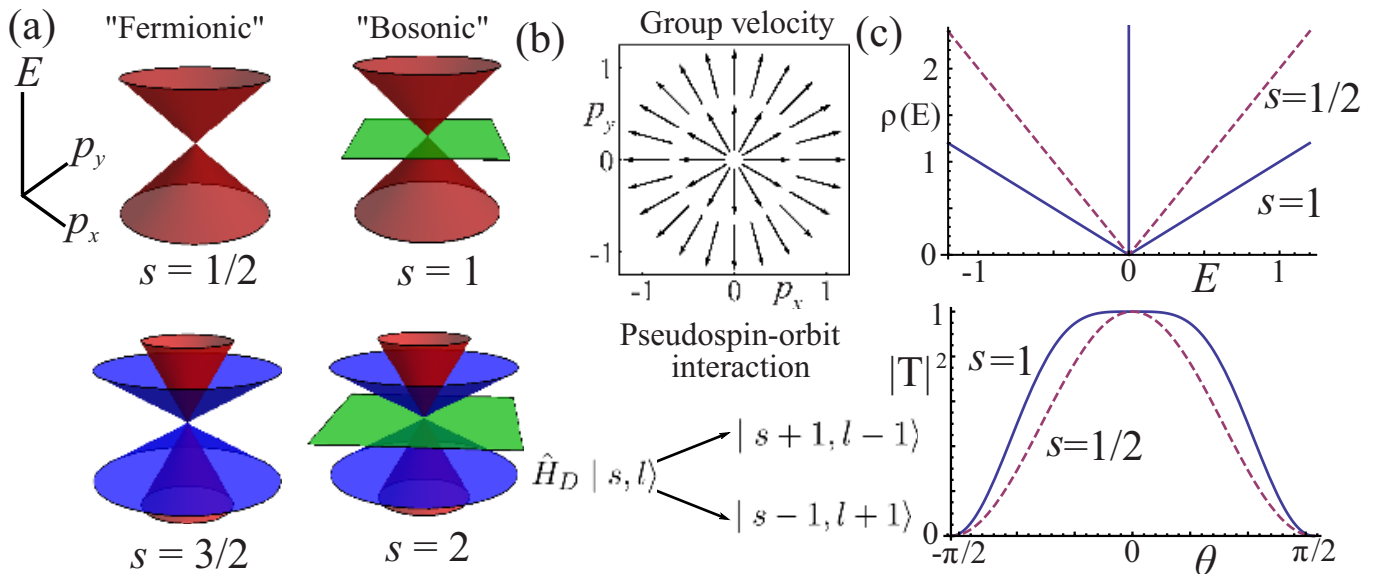 (a)
"Fermionic"
"Bosonic"
E
p_y
p_x
s = 1/2
s = 1
s = 3/2
s = 2
(b)
Group velocity
1
p_y
0
-1
-1
0
p_x
1
Pseudospin-orbit
interaction
Ĥ_D | s, l⟩
| s + 1, l − 1⟩
| s − 1, l + 1⟩
(c)
2
ρ(E)
1
0
s=1/2
s=1
-1
0
E
1
1
|T|²
s=1
s=1/2
0
-π/2
0
θ
π/2